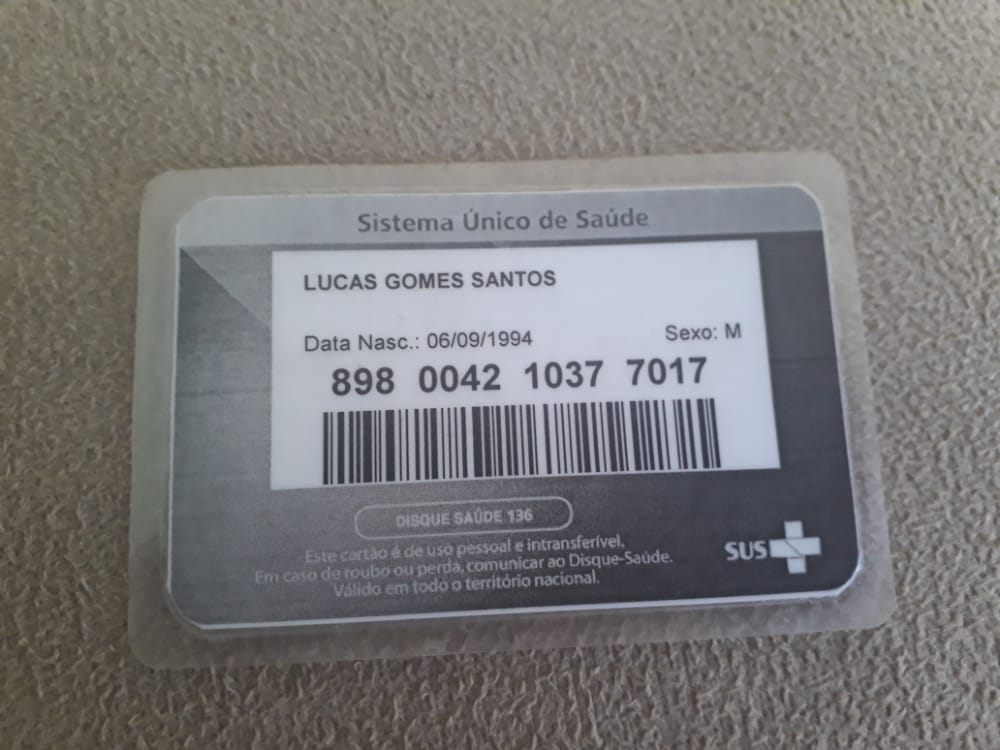 Sistema Único de Saúde
LUCAS GOMES SANTOS
Data Nasc.: 06/09/1994 Sexo: M
898 0042 1037 7017
DISQUE SAÚDE 136
Este cartão é de uso pessoal e intransferível.
Em caso de roubo ou perda, comunicar ao Disque-Saúde.
Válido em todo o território nacional.
SUS